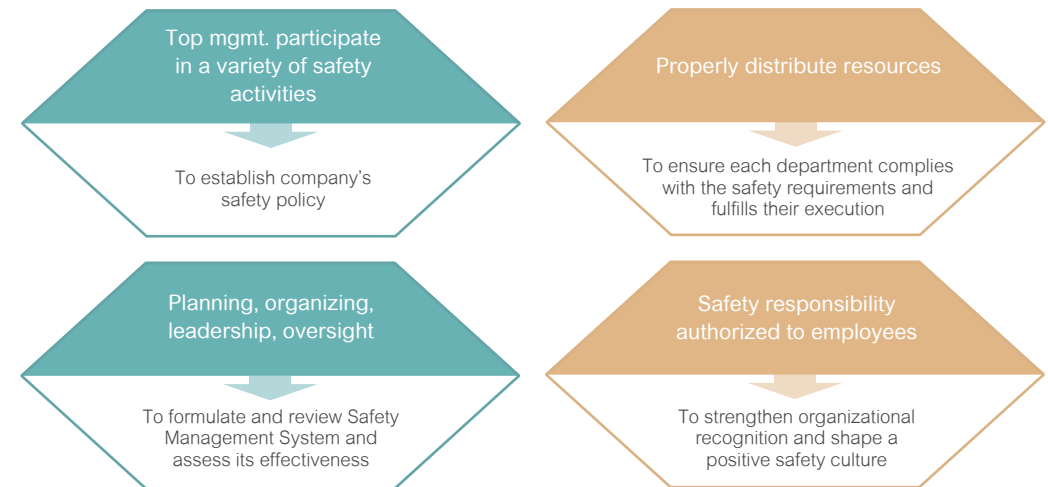 Top mgmt. participate
in a variety of safety
activities
To establish company's
safety policy
Properly distribute resources
To ensure each department complies
with the safety requirements and
fulfills their execution
Planning, organizing,
leadership, oversight
To formulate and review Safety
Management System and
assess its effectiveness
Safety responsibility
authorized to employees
To strengthen organizational
recognition and shape a
positive safety culture